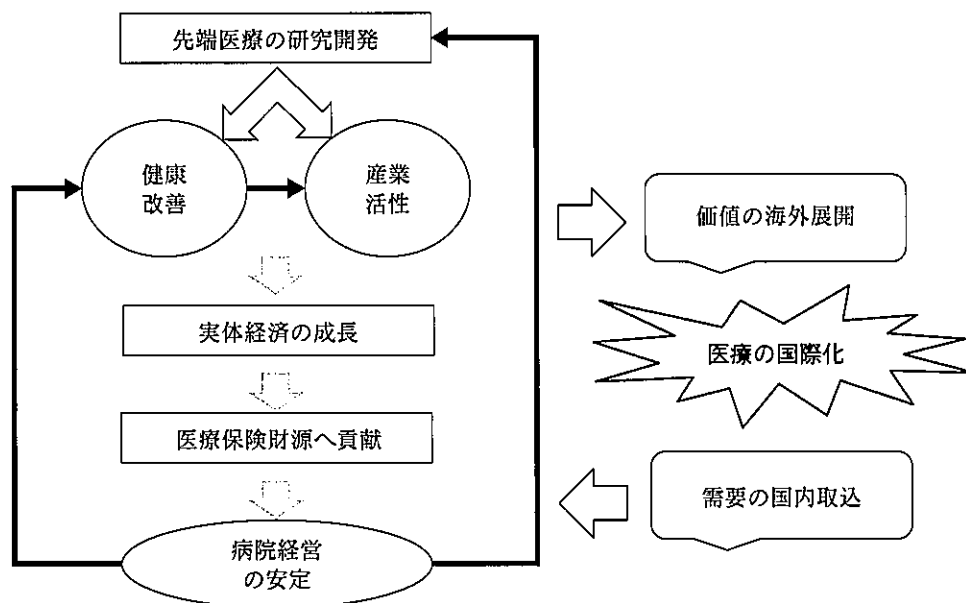 先端医療の研究開発
健康
改善
産業
活性
価値の海外展開
実体経済の成長
医療の国際化
医療保険財源へ貢献
需要の国内取込
病院経営
の安定